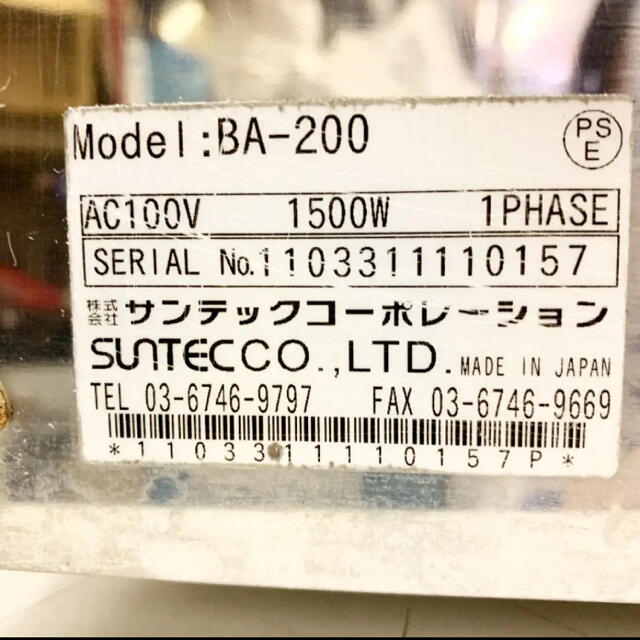 Model:BA-200
PS
E
AC100V 1500W 1PHASE
SERIAL No.1103311110157
株式会社 サンテックコーポレーション
SUNTECCO.,LTD. MADE IN JAPAN
TEL 03-6746-9797 FAX 03-6746-9669
*1103311110157P*